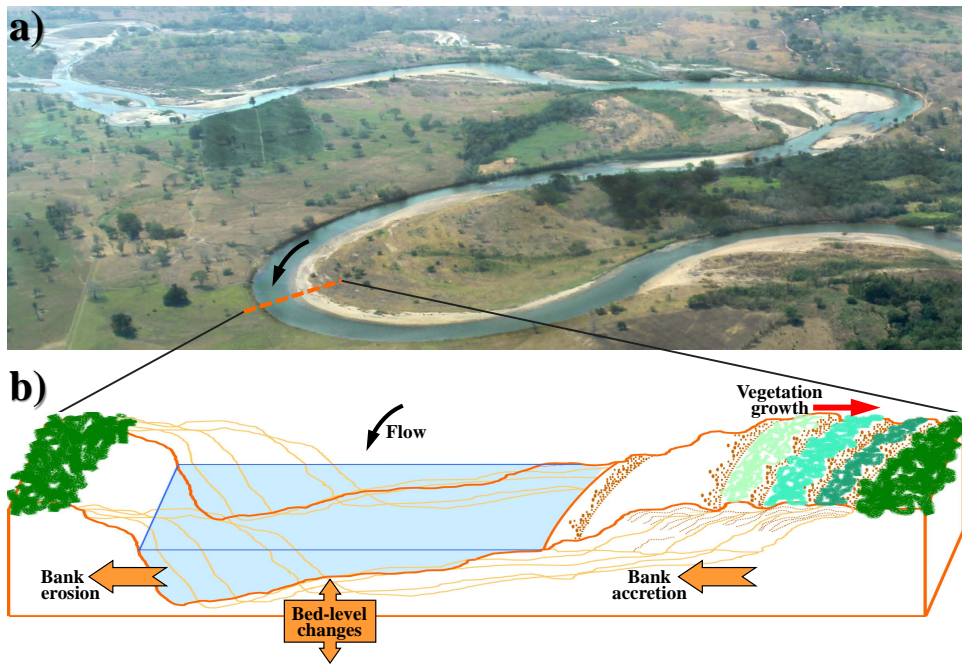 a)
b)
Vegetation
growth
Flow
Bank
erosion
Bank
accretion
Bed-level
changes